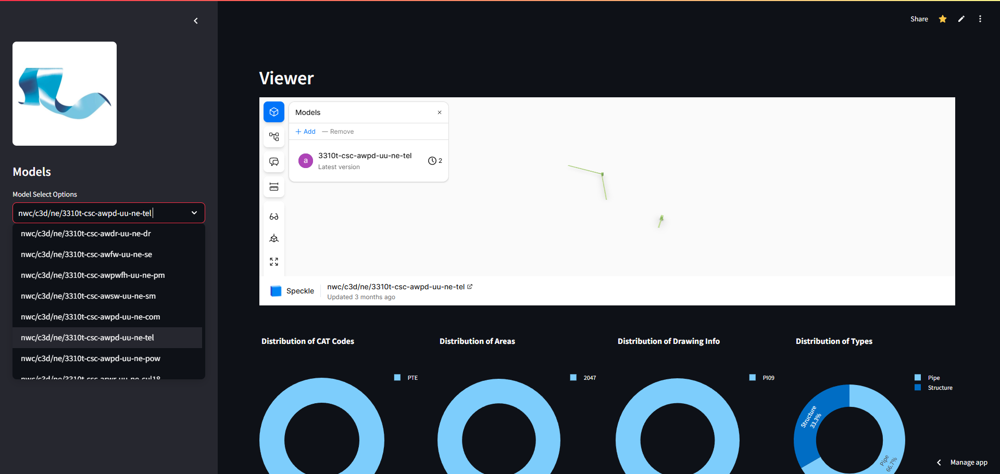 Share
Models
Model Select Options
nwc/c3d/ne/3310t-csc-awpd-uu-ne-tel
nwc/c3d/ne/3310t-csc-awdr-uu-ne-dr
nwc/c3d/ne/3310t-csc-awfw-uu-ne-se
nwc/c3d/ne/3310t-csc-awpwfh-uu-ne-pm
nwc/c3d/ne/3310t-csc-awsw-uu-ne-sm
nwc/c3d/ne/3310t-csc-awpd-uu-ne-com
nwc/c3d/ne/3310t-csc-awpd-uu-ne-tel
nwc/c3d/ne/3310t-csc-awpd-uu-ne-pow
Viewer
Models
Add
Remove
a
3310t-csc-awpd-uu-ne-tel
2
Latest version
Speckle
nwc/c3d/ne/3310t-csc-awpd-uu-ne-tel
Updated 3 months ago
Distribution of CAT Codes
PTE
Distribution of Areas
2047
Distribution of Drawing Info
PI09
Distribution of Types
Pipe
Structure
Structure
33.3%
Pipe
66.7%
Manage app